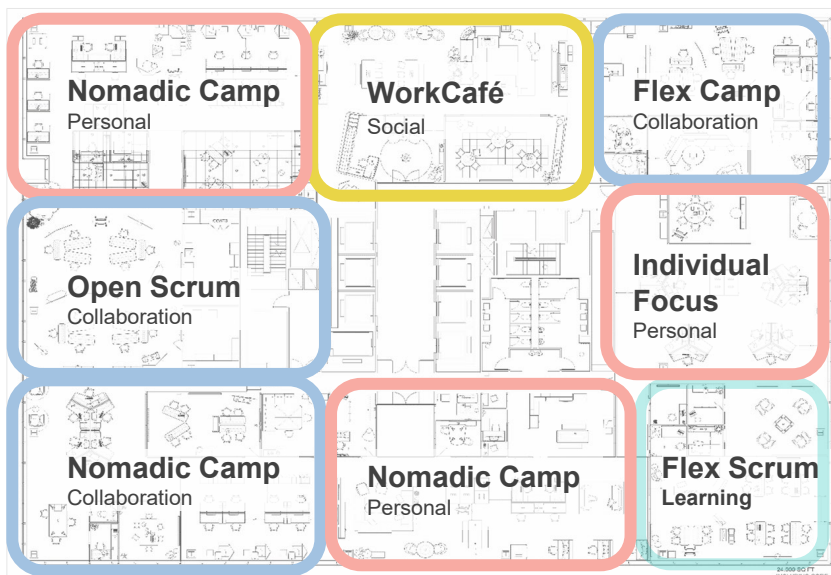 Nomadic Camp
Personal
WorkCafé
Social
Flex Camp
Collaboration
Open Scrum
Collaboration
Individual
Focus
Personal
Nomadic Camp
Collaboration
Nomadic Camp
Personal
Flex Scrum
Learning